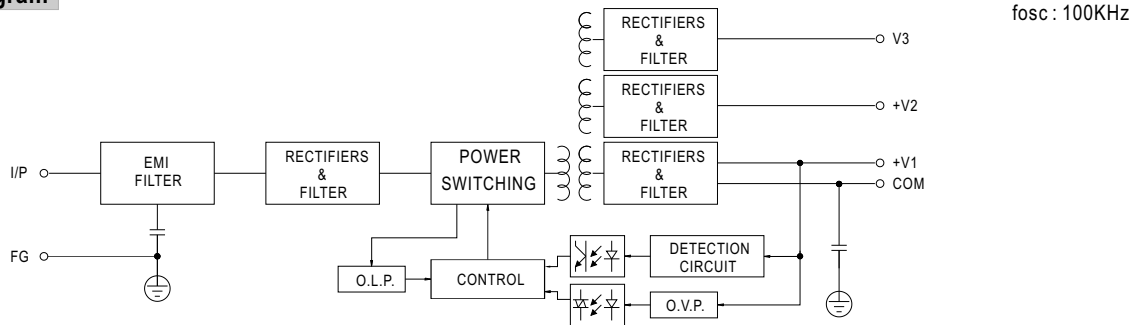 fosc : 100KHz
RECTIFIERS
&
FILTER
V3
RECTIFIERS
&
FILTER
+V2
I/P
EMI
FILTER
RECTIFIERS
&
FILTER
POWER
SWITCHING
RECTIFIERS
&
FILTER
+V1
COM
FG
O.L.P.
CONTROL
DETECTION
CIRCUIT
O.V.P.